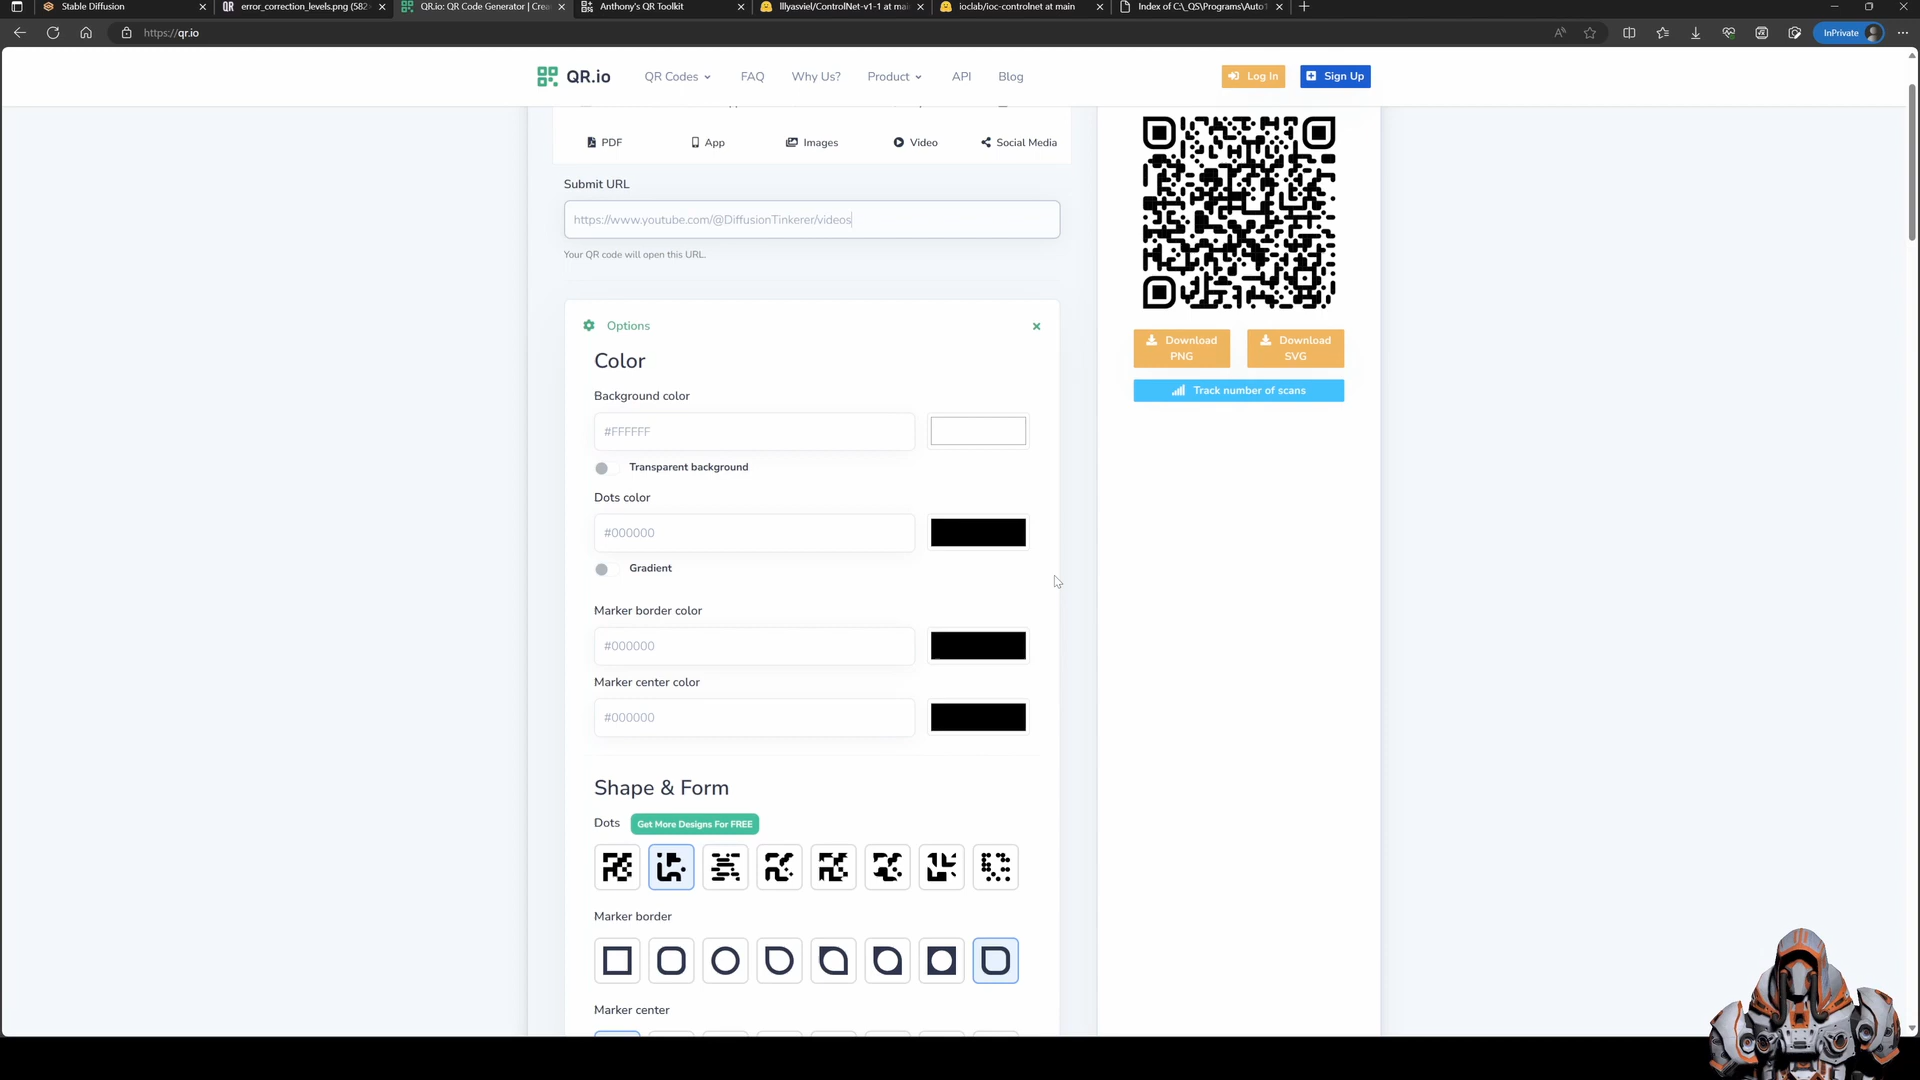 Stable Diffusion
error_correction_levels.png (582×
QR.io: QR Code Generator | Crea
Anthony's QR Toolkit
lllyasviel/ControlNet-v1-1 at mai
ioclab/ioc-controlnet at main
Index of C:\_QS\Programs\Auto1
https://qr.io
InPrivate
QR.io
QR Codes
FAQ
Why Us?
Product
API
Blog
Log In
Sign Up
PDF
App
Images
Video
Social Media
Submit URL
https://www.youtube.com/@DiffusionTinkerer/videos
Your QR code will open this URL.
Download PNG
Download SVG
Track number of scans
Options
Color
Background color
#FFFFFF
Transparent background
Dots color
#000000
Gradient
Marker border color
#000000
Marker center color
#000000
Shape & Form
Dots
Get More Designs For FREE
Marker border
Marker center